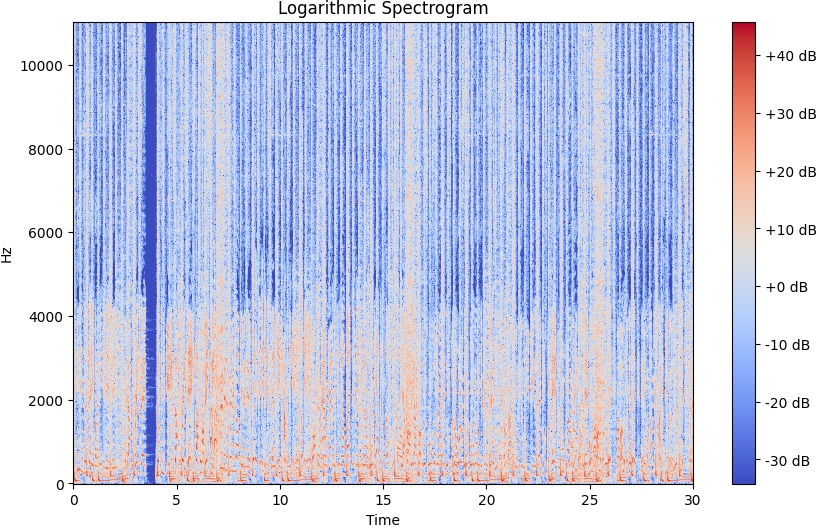 Logarithmic Spectrogram
Hz
10000
8000
6000
4000
2000
0
0 5 10 15 20 25 30
Time
+40 dB
+30 dB
+20 dB
+10 dB
+0 dB
-10 dB
-20 dB
-30 dB